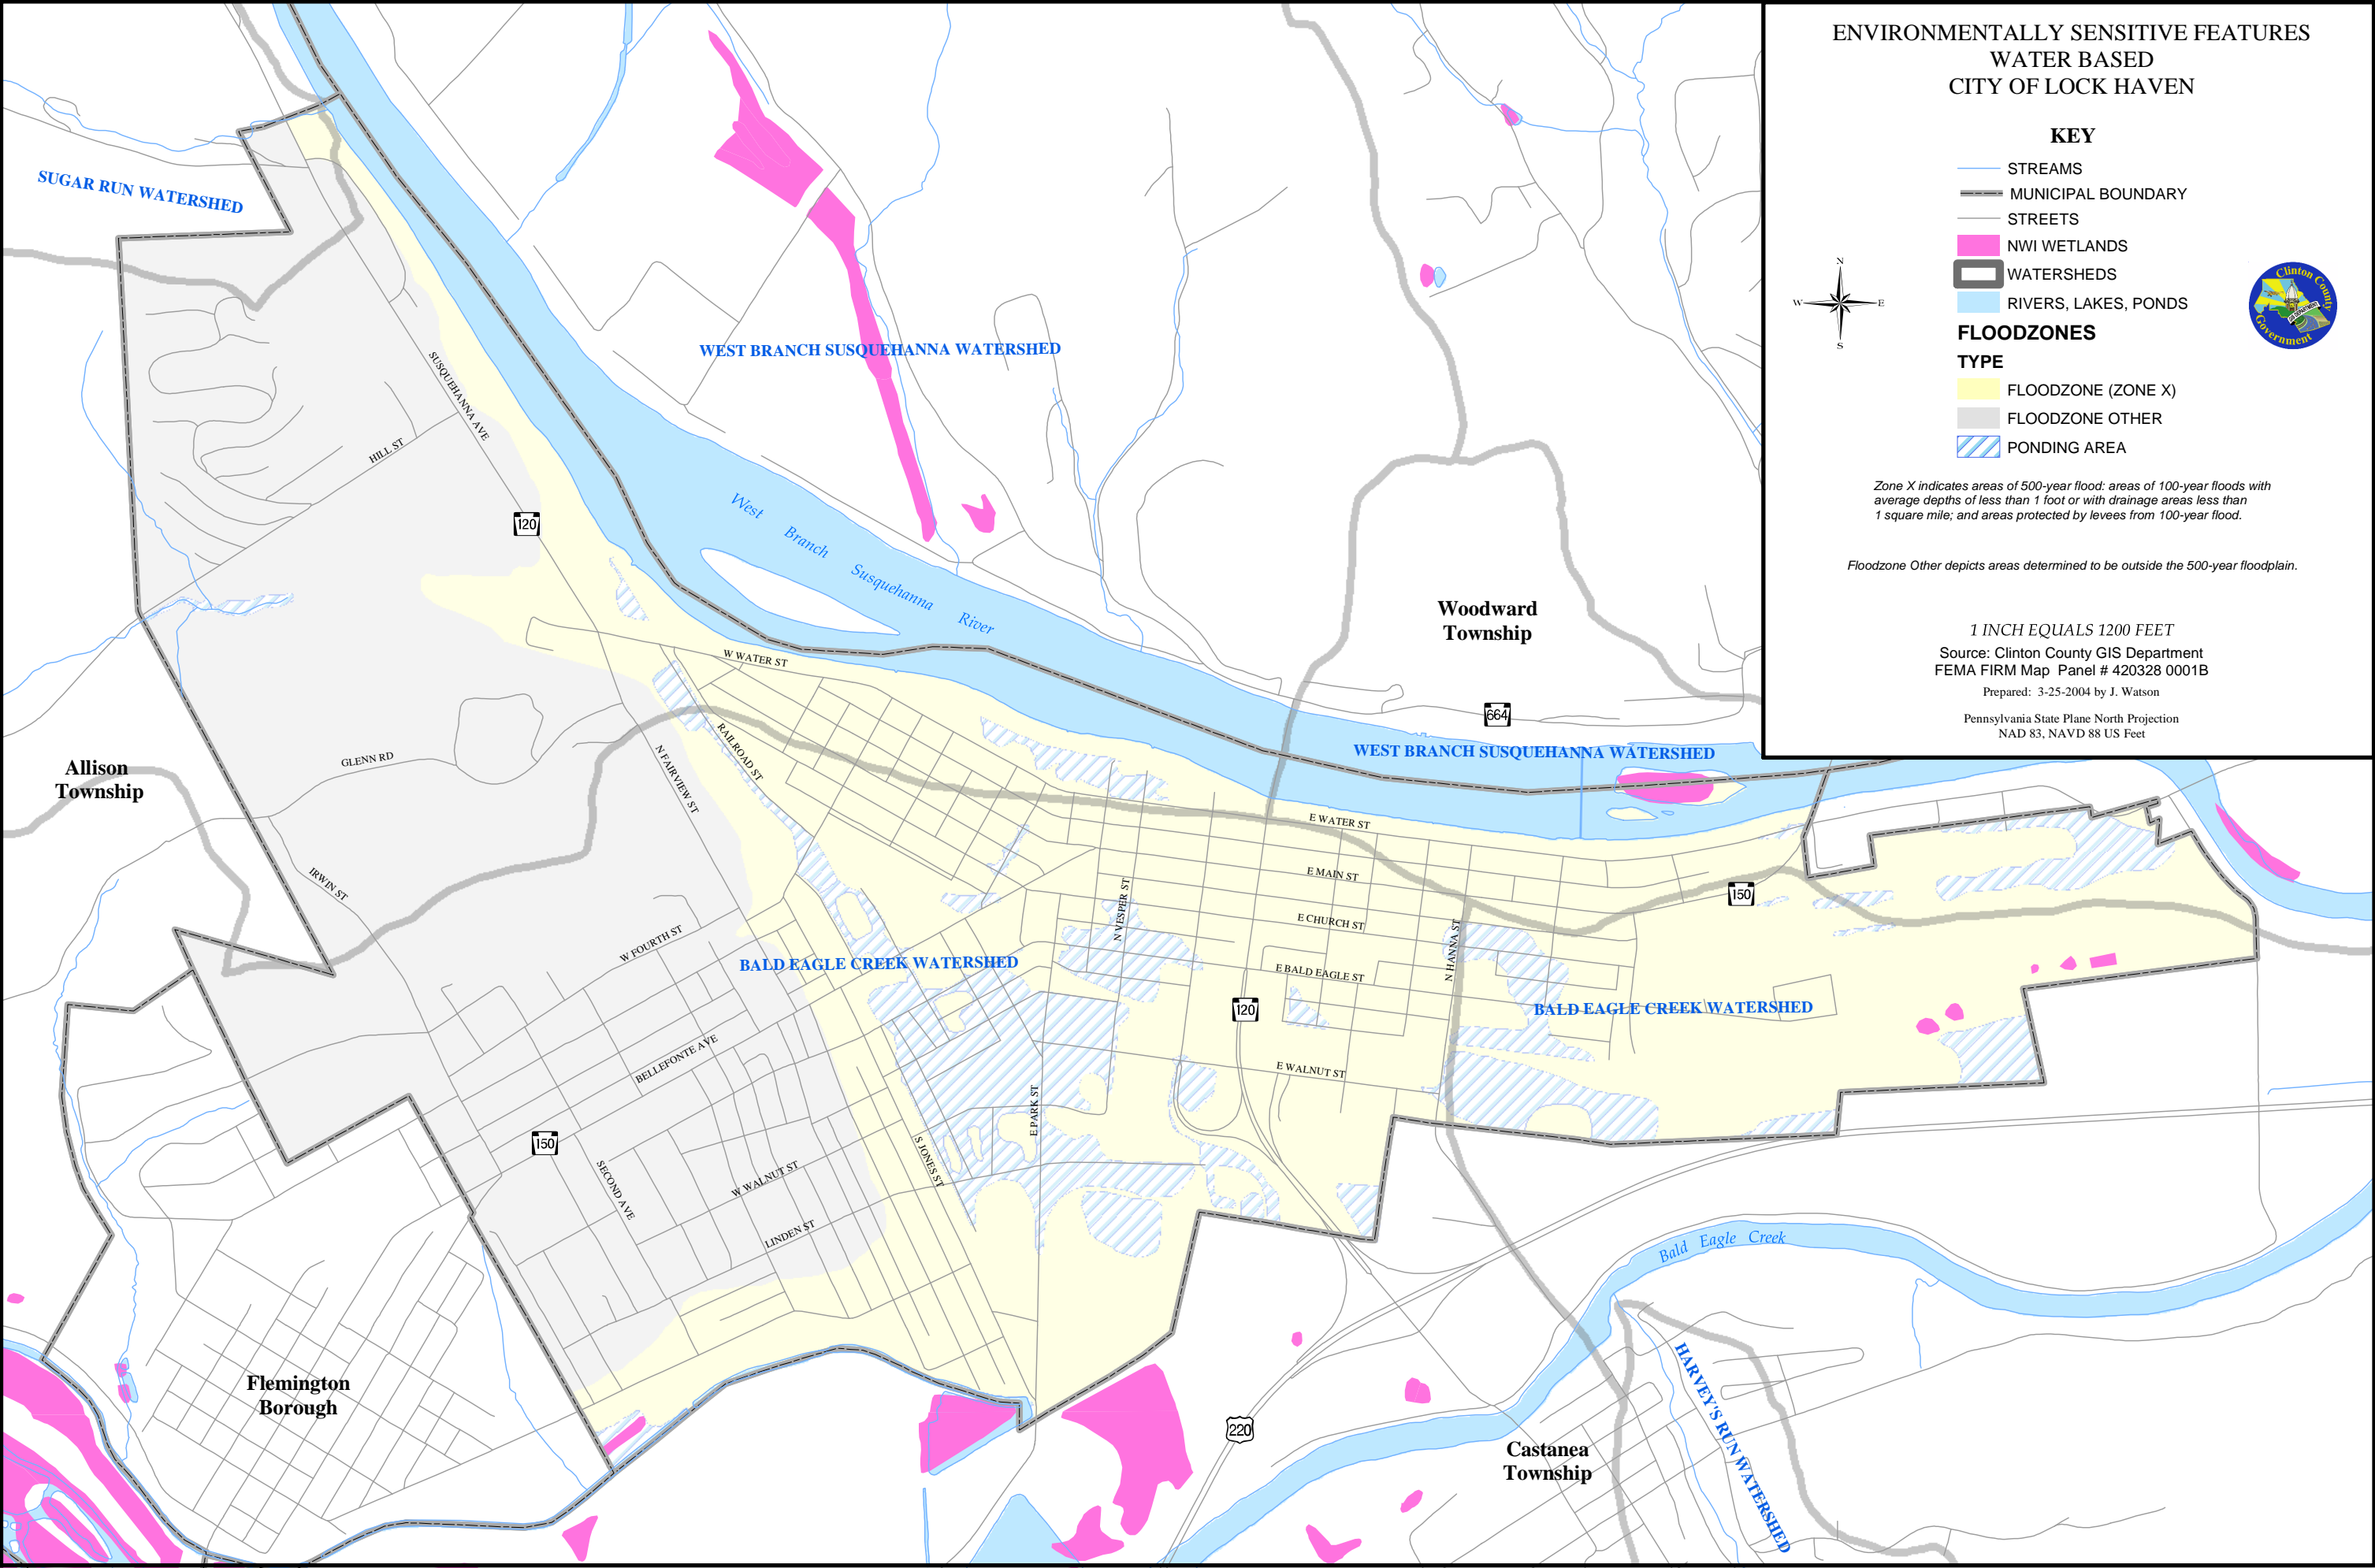 ENVIRONMENTALLY SENSITIVE FEATURES
WATER BASED
CITY OF LOCK HAVEN
KEY
STREAMS
MUNICIPAL BOUNDARY
STREETS
NWI WETLANDS
WATERSHEDS
RIVERS, LAKES, PONDS
FLOODZONES
TYPE
FLOODZONE (ZONE X)
FLOODZONE OTHER
PONDING AREA
N
W
E
S
Clinton County
Government
Zone X indicates areas of 500-year flood: areas of 100-year floods with
average depths of less than 1 foot or with drainage areas less than
1 square mile; and areas protected by levees from 100-year flood.
Floodzone Other depicts areas determined to be outside the 500-year floodplain.
1 INCH EQUALS 1200 FEET
Source: Clinton County GIS Department
FEMA FIRM Map Panel # 420328 0001B
Prepared: 3-25-2004 by J. Watson
Pennsylvania State Plane North Projection
NAD 83, NAVD 88 US Feet
SUGAR RUN WATERSHED
WEST BRANCH SUSQUEHANNA WATERSHED
SUSQUEHANNA AVE
HILL ST
120
West Branch Susquehanna River
Woodward
Township
W WATER ST
664
WEST BRANCH SUSQUEHANNA WATERSHED
RAILROAD ST
N FAIRVIEW ST
GLENN RD
Allison
Township
E WATER ST
IRWIN ST
E MAIN ST
150
N VESPER ST
E CHURCH ST
W FOURTH ST
N HANNA ST
BALD EAGLE CREEK WATERSHED
E BALD EAGLE ST
120
BALD EAGLE CREEK WATERSHED
BELLEFONTE AVE
E WALNUT ST
E PARK ST
150
S JONES ST
SECOND AVE
W WALNUT ST
LINDEN ST
Bald Eagle Creek
Flemington
Borough
HARVEY'S RUN WATERSHED
220
Castanea
Township